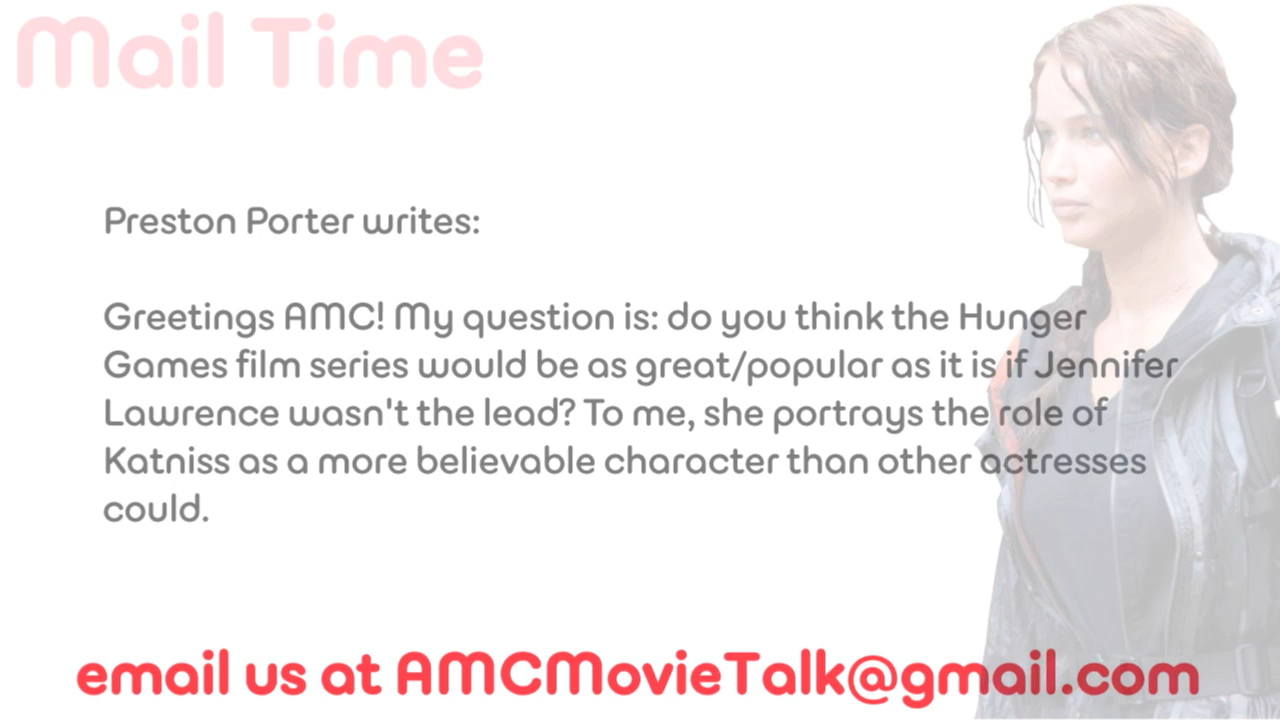 Mail Time
Preston Porter writes:
Greetings AMC! My question is: do you think the Hunger
Games film series would be as great/popular as it is if Jennifer
Lawrence wasn't the lead? To me, she portrays the role of
Katniss as a more believable character than other actresses
could.
email us at AMCMovieTalk@gmail.com